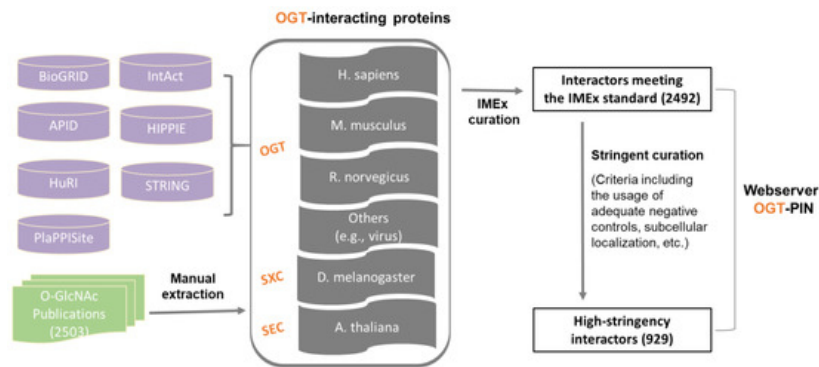 OGT-interacting proteins
BioGRID
IntAct
APID
HIPPIE
HuRI
STRING
PlaPPISite
O-GlcNAc
Publications
(2503)
Manual
extraction
OGT
SXC
SEC
H. sapiens
M. musculus
R. norvegicus
Others
(e.g., virus)
D. melanogaster
A. thaliana
IMEx
curation
Interactors meeting
the IMEx standard (2492)
Stringent curation
(Criteria including
the usage of
adequate negative
controls, subcellular
localization, etc.)
High-stringency
interactors (929)
Webserver
OGT-PIN